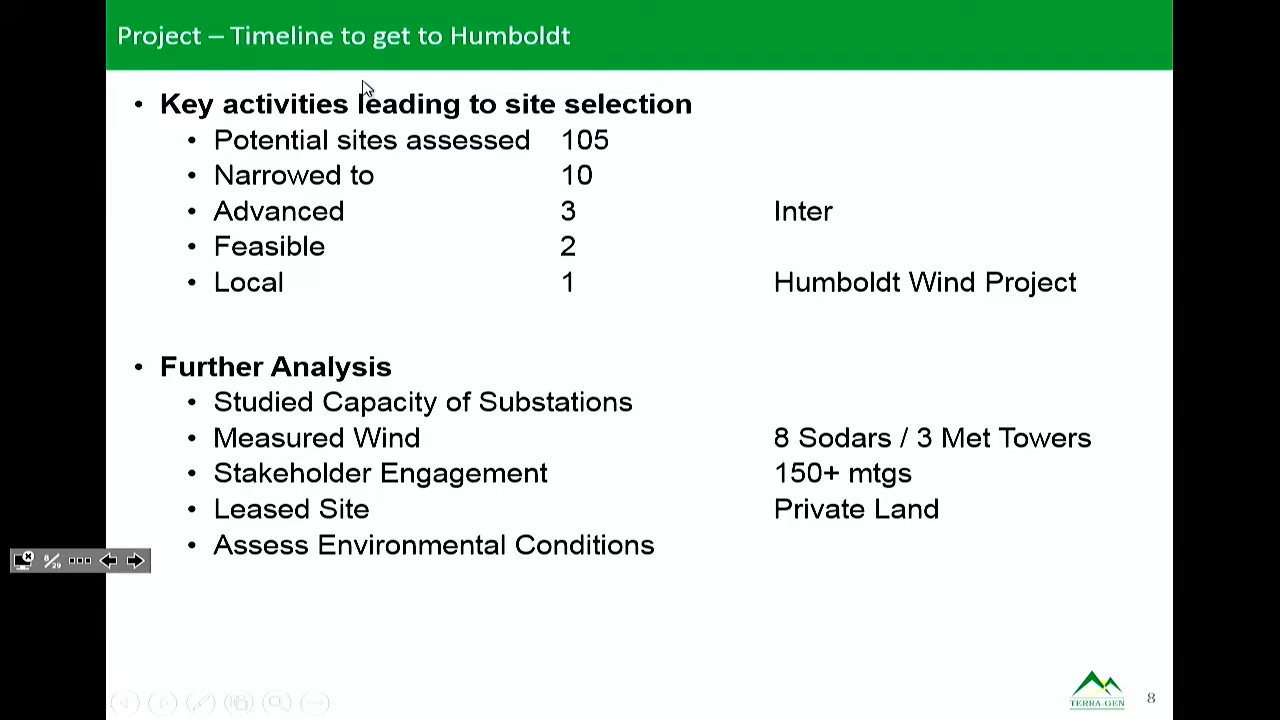 Project – Timeline to get to Humboldt
• Key activities leading to site selection
• Potential sites assessed 105
• Narrowed to 10
• Advanced 3 Inter
• Feasible 2
• Local 1 Humboldt Wind Project
• Further Analysis
• Studied Capacity of Substations
• Measured Wind 8 Sodars / 3 Met Towers
• Stakeholder Engagement 150+ mtgs
• Leased Site Private Land
• Assess Environmental Conditions
8/29
TERRA-GEN
8